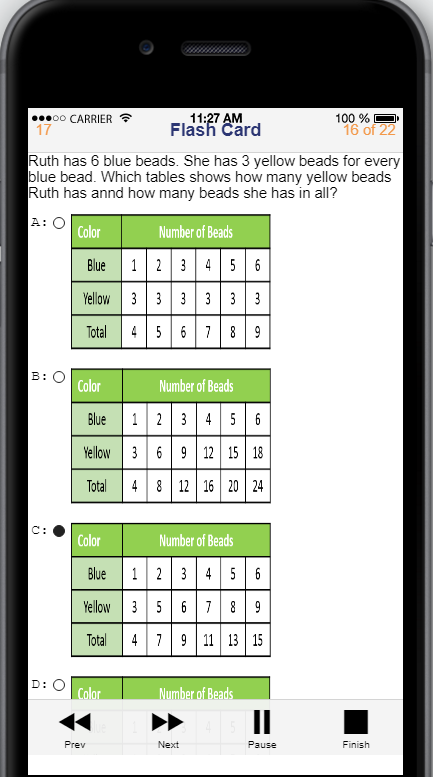 CARRIER 11:27 AM 100 %
17 Flash Card 16 of 22
Ruth has 6 blue beads. She has 3 yellow beads for every
blue bead. Which tables shows how many yellow beads
Ruth has annd how many beads she has in all?
A:
Color Number of Beads
Blue 1 2 3 4 5 6
Yellow 3 3 3 3 3 3
Total 4 5 6 7 8 9
B:
Color Number of Beads
Blue 1 2 3 4 5 6
Yellow 3 6 9 12 15 18
Total 4 8 12 16 20 24
C:
Color Number of Beads
Blue 1 2 3 4 5 6
Yellow 3 5 6 7 8 9
Total 4 7 9 11 13 15
D:
Color Number of Beads
Prev Next Pause Finish